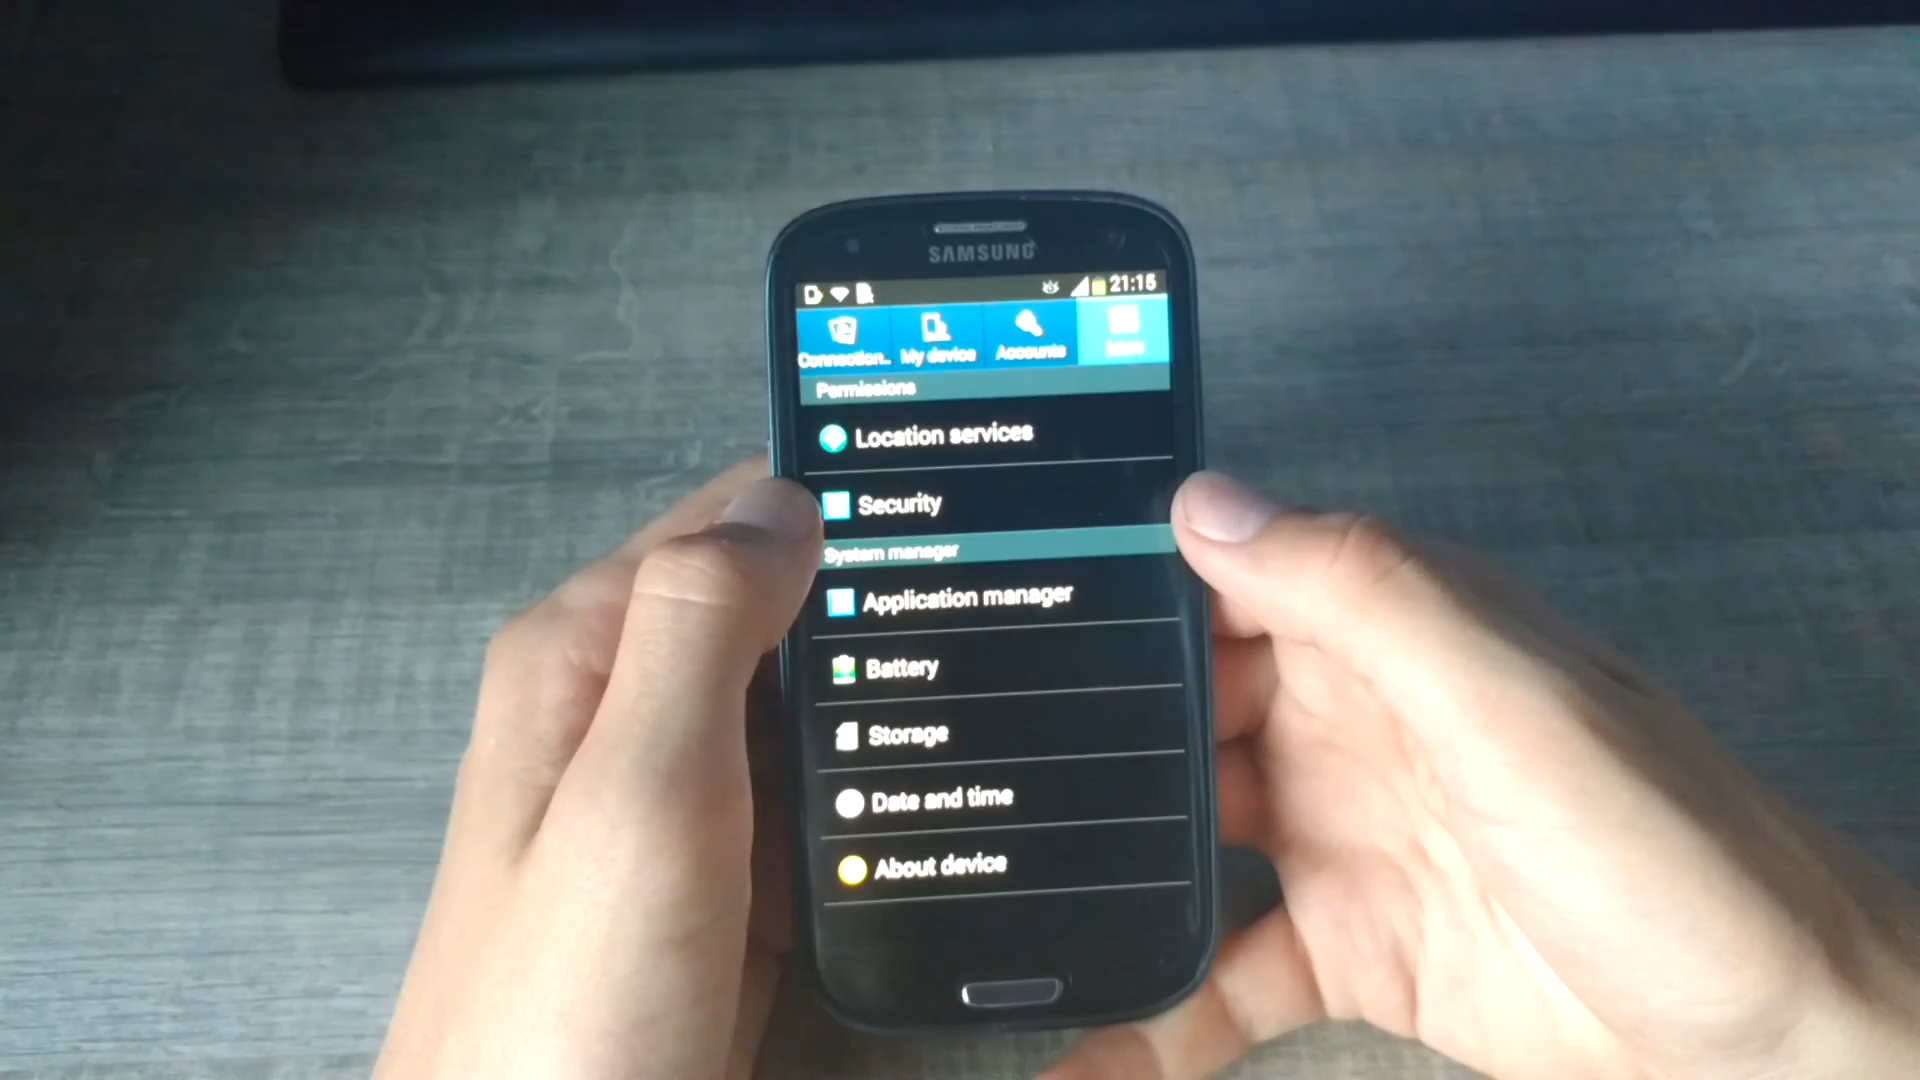 SAMSUNG
21:15
Connection..
My device
Accounts
More
Permissions
Location services
Security
System manager
Application manager
Battery
Storage
Date and time
About device